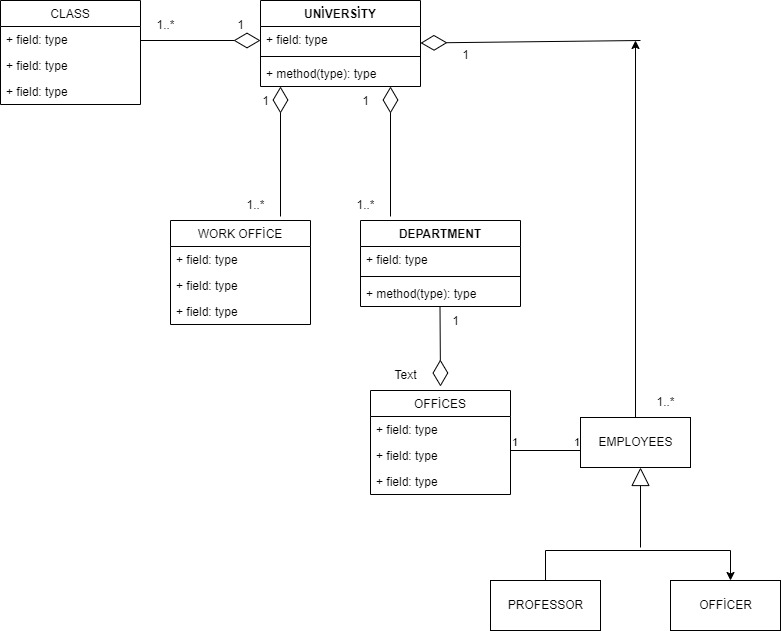 CLASS
+ field: type
+ field: type
+ field: type
1..*
1
UNİVERSİTY
+ field: type
+ method(type): type
1
1
1
1..*
1..*
WORK OFFİCE
+ field: type
+ field: type
+ field: type
DEPARTMENT
+ field: type
+ method(type): type
1
Text
OFFİCES
+ field: type
+ field: type
+ field: type
1
1
1..*
EMPLOYEES
PROFESSOR
OFFİCER